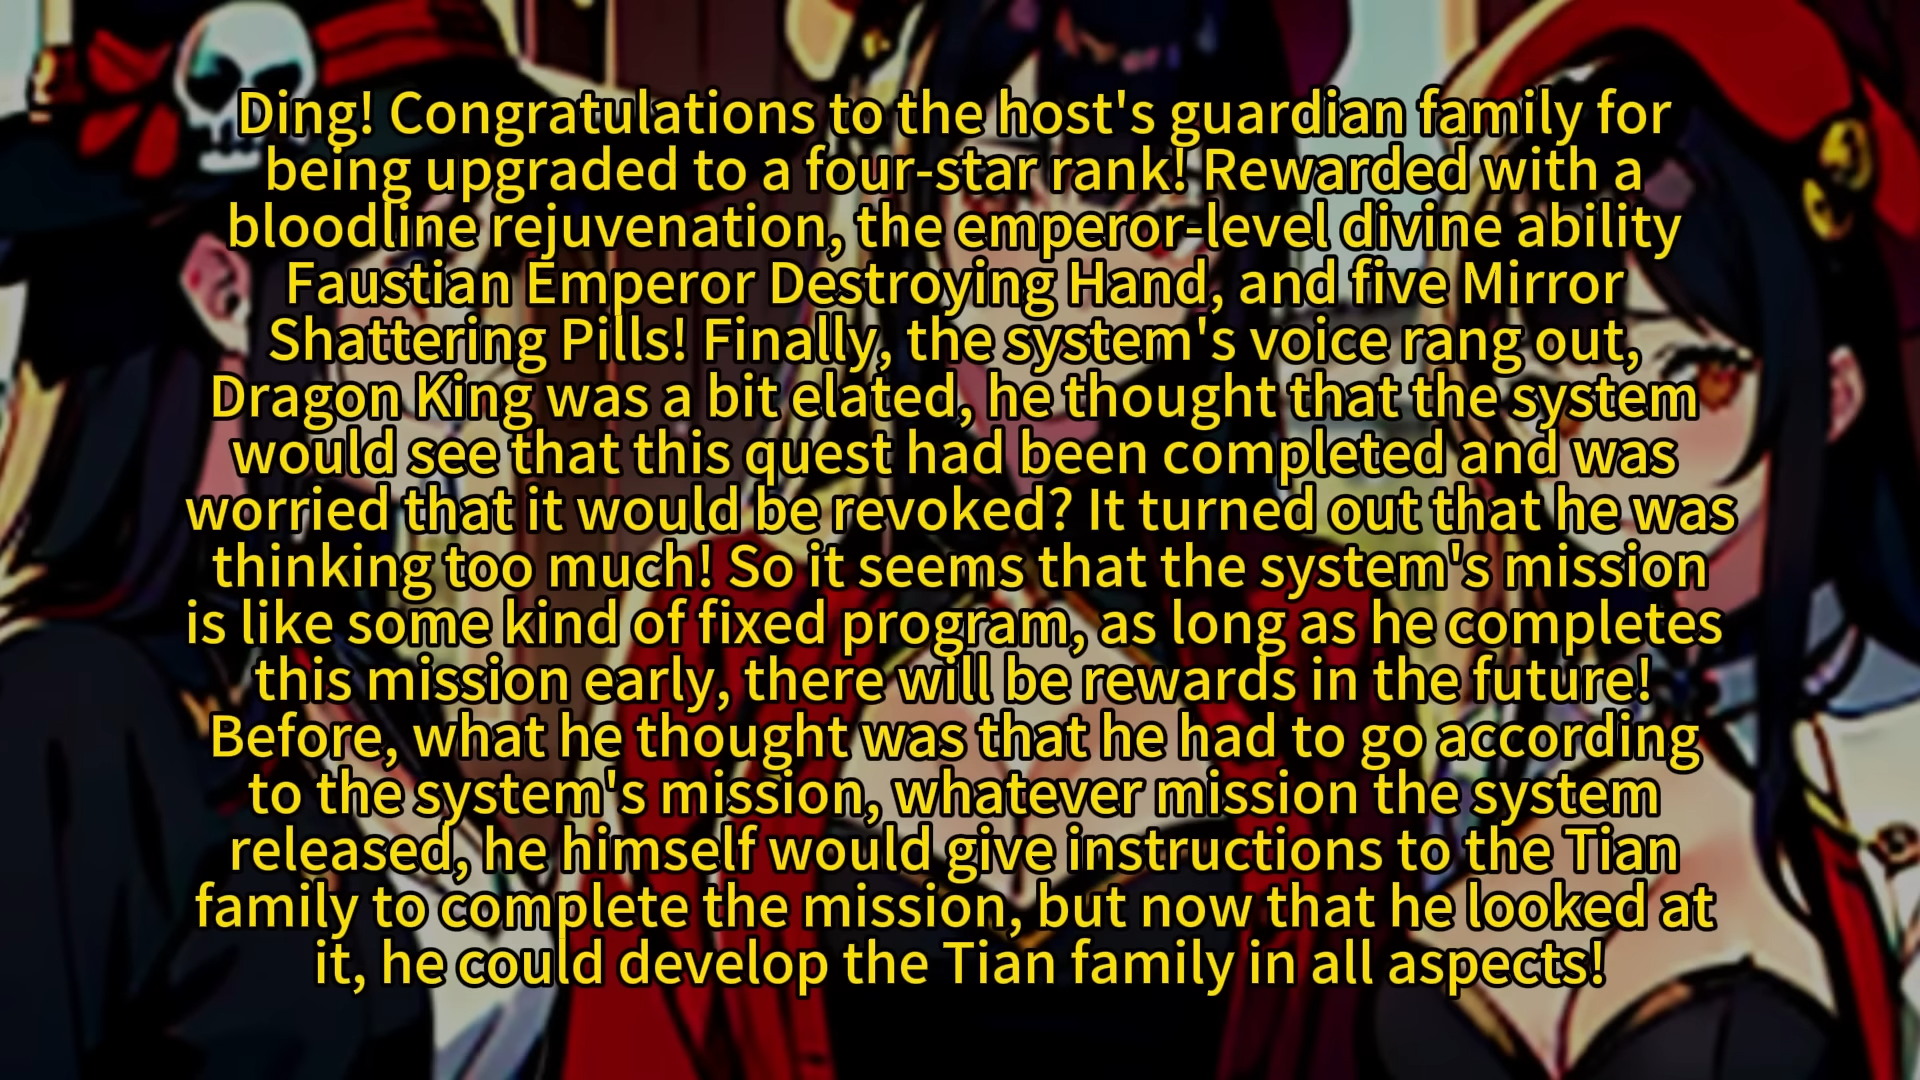 Ding! Congratulations to the host's guardian family for
being upgraded to a four-star rank! Rewarded with a
bloodline rejuvenation, the emperor-level divine ability
Faustian Emperor Destroying Hand, and five Mirror
Shattering Pills! Finally, the system's voice rang out,
Dragon King was a bit elated, he thought that the system
would see that this quest had been completed and was
worried that it would be revoked? It turned out that he was
thinking too much! So it seems that the system's mission
is like some kind of fixed program, as long as he completes
this mission early, there will be rewards in the future!
Before, what he thought was that he had to go according
to the system's mission, whatever mission the system
released, he himself would give instructions to the Tian
family to complete the mission, but now that he looked at
it, he could develop the Tian family in all aspects!